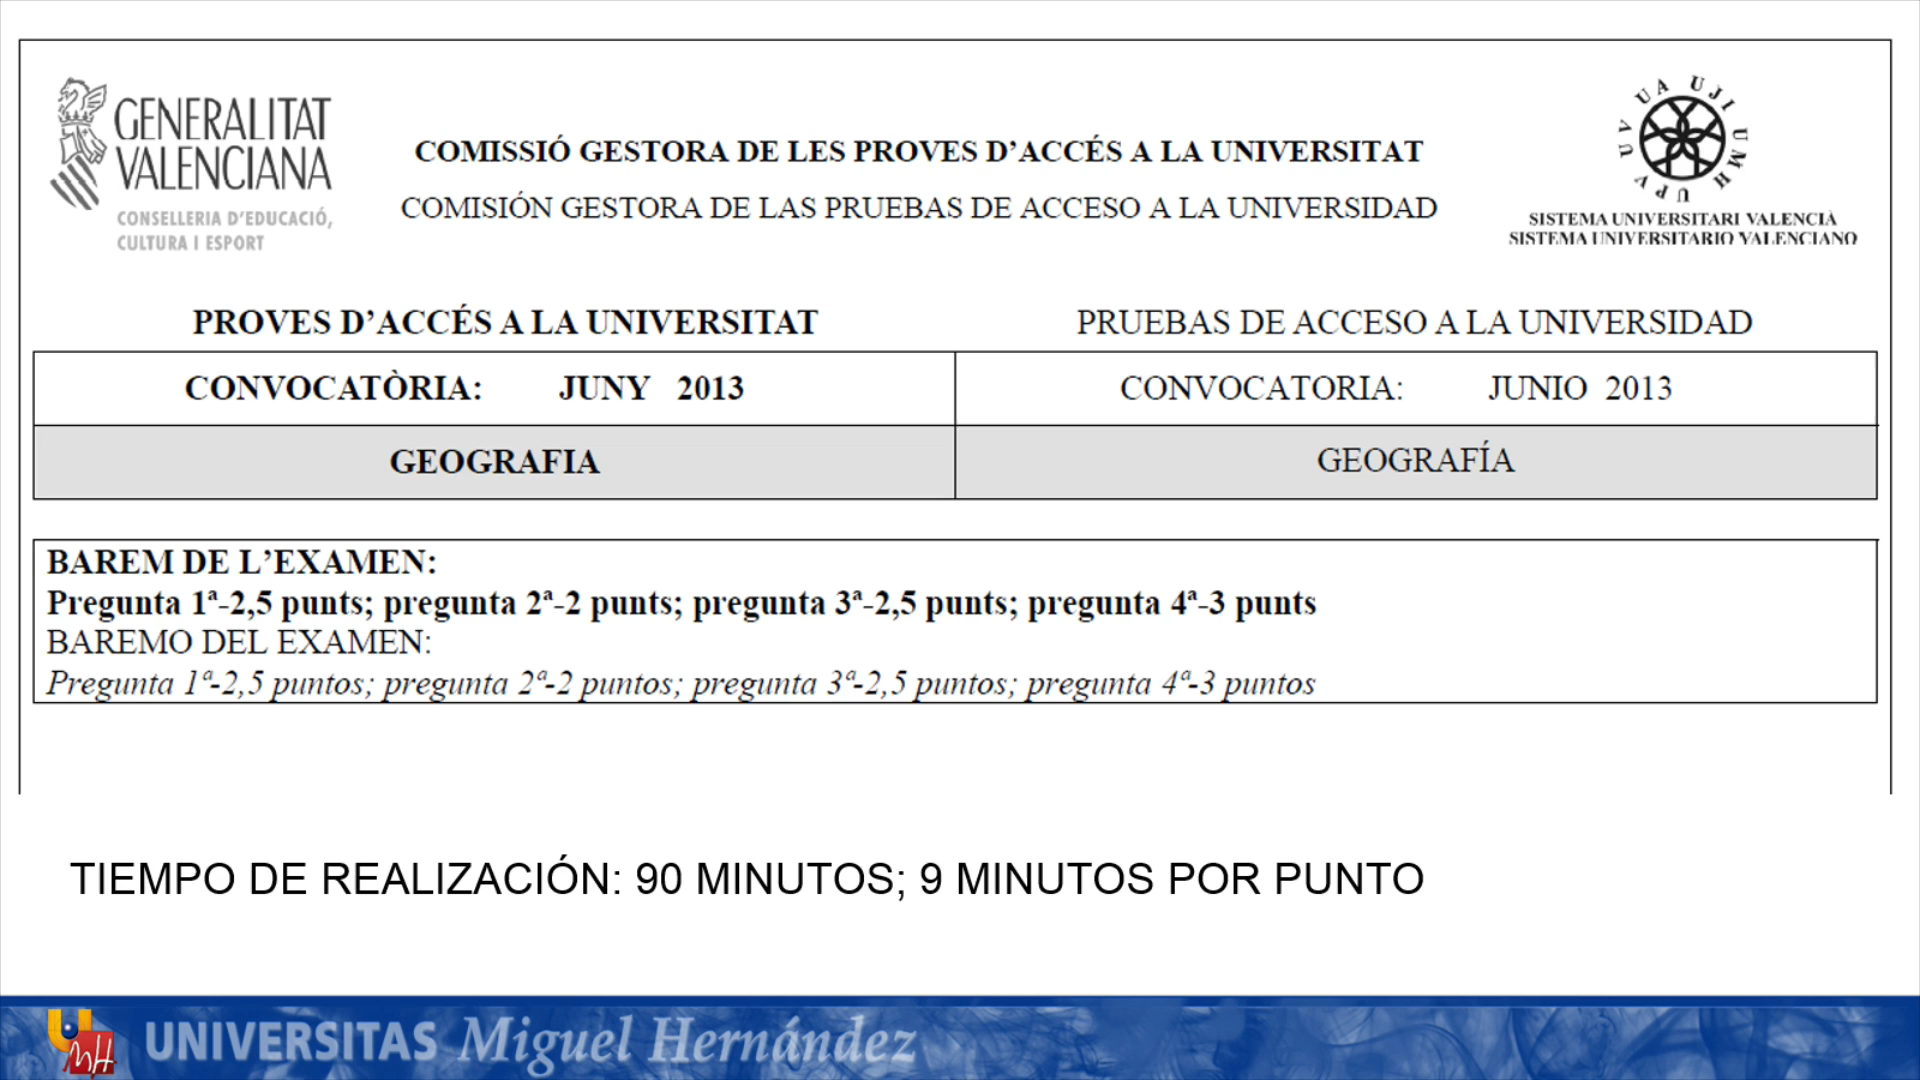 GENERALITAT
VALENCIANA
CONSELLERIA D'EDUCACIÓ,
CULTURA I ESPORT
COMISSIÓ GESTORA DE LES PROVES D'ACCÉS A LA UNIVERSITAT
COMISIÓN GESTORA DE LAS PRUEBAS DE ACCESO A LA UNIVERSIDAD
UV UA UJI UMH UPV
SISTEMA UNIVERSITARI VALENCIÀ
SISTEMA UNIVERSITARIO VALENCIANO
PROVES D'ACCÉS A LA UNIVERSITAT
PRUEBAS DE ACCESO A LA UNIVERSIDAD
CONVOCATÒRIA: JUNY 2013
CONVOCATORIA: JUNIO 2013
GEOGRAFIA
GEOGRAFÍA
BAREM DE L'EXAMEN:
Pregunta 1ª-2,5 punts; pregunta 2ª-2 punts; pregunta 3ª-2,5 punts; pregunta 4ª-3 punts
BAREMO DEL EXAMEN:
Pregunta 1ª-2,5 puntos; pregunta 2ª-2 puntos; pregunta 3ª-2,5 puntos; pregunta 4ª-3 puntos
TIEMPO DE REALIZACIÓN: 90 MINUTOS; 9 MINUTOS POR PUNTO
UNIVERSITAS Miguel Hernández